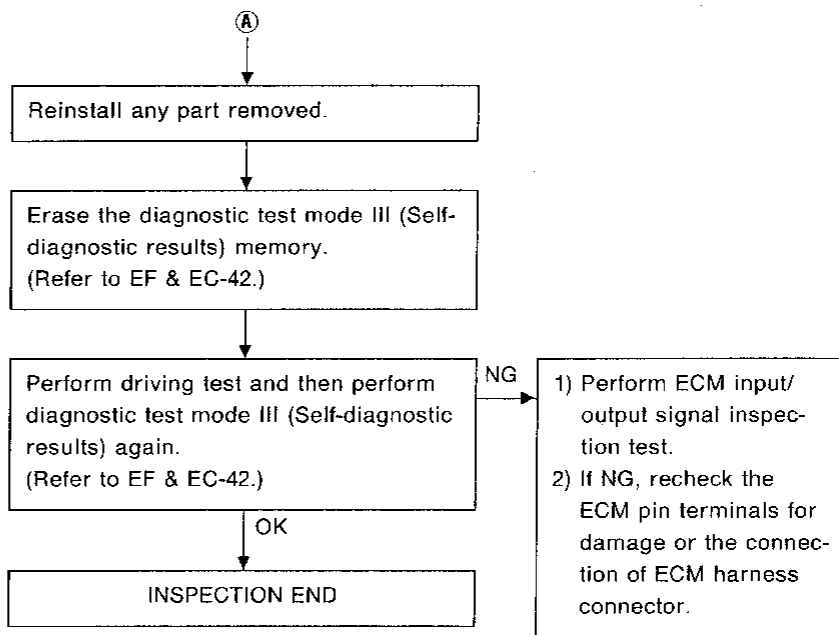 A
Reinstall any part removed.
Erase the diagnostic test mode III (Self-
diagnostic results) memory.
(Refer to EF & EC-42.)
Perform driving test and then perform
diagnostic test mode III (Self-diagnostic
results) again.
(Refer to EF & EC-42.)
NG
1) Perform ECM input/
output signal inspec-
tion test.
2) If NG, recheck the
ECM pin terminals for
damage or the connec-
tion of ECM harness
connector.
OK
INSPECTION END